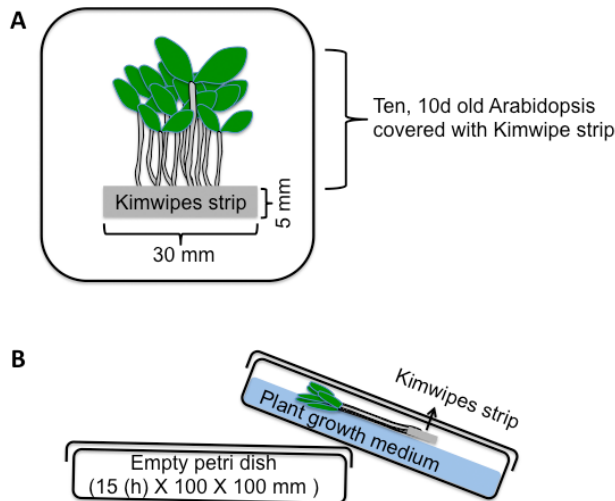 A
Ten, 10d old Arabidopsis
covered with Kimwipe strip
Kimwipes strip
5 mm
30 mm
B
Kimwipes strip
Plant growth medium
Empty petri dish
(15 (h) X 100 X 100 mm )